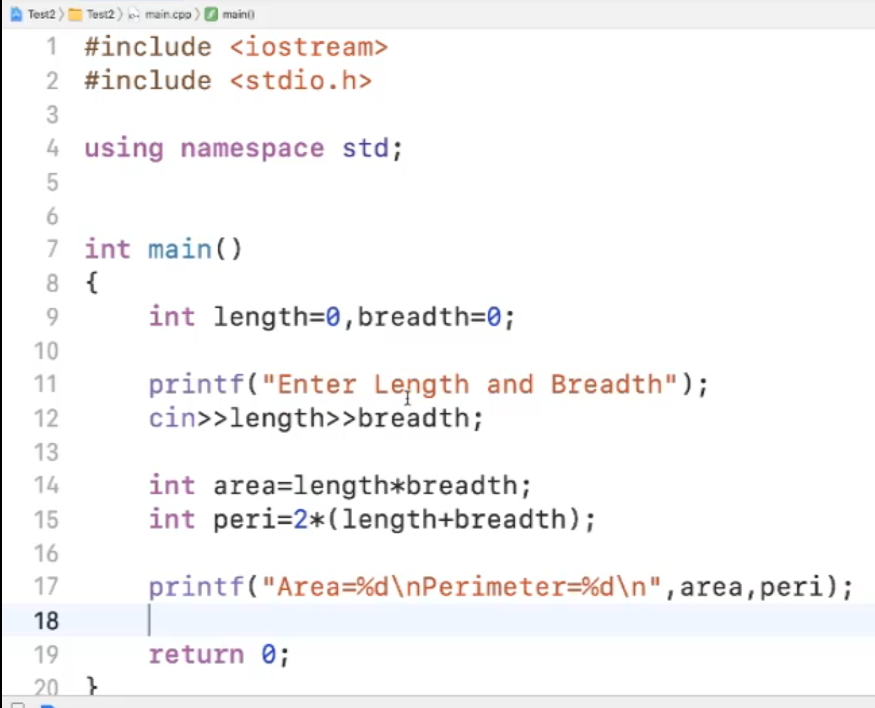 Test2 〉 Test2 〉 main.cpp 〉 main()
1 #include <iostream>
2 #include <stdio.h>
3
4 using namespace std;
5
6
7 int main()
8 {
9     int length=0,breadth=0;
10
11     printf("Enter Length and Breadth");
12     cin>>length>>breadth;
13
14     int area=length*breadth;
15     int peri=2*(length+breadth);
16
17     printf("Area=%d\nPerimeter=%d\n",area,peri);
18
19     return 0;
20 }